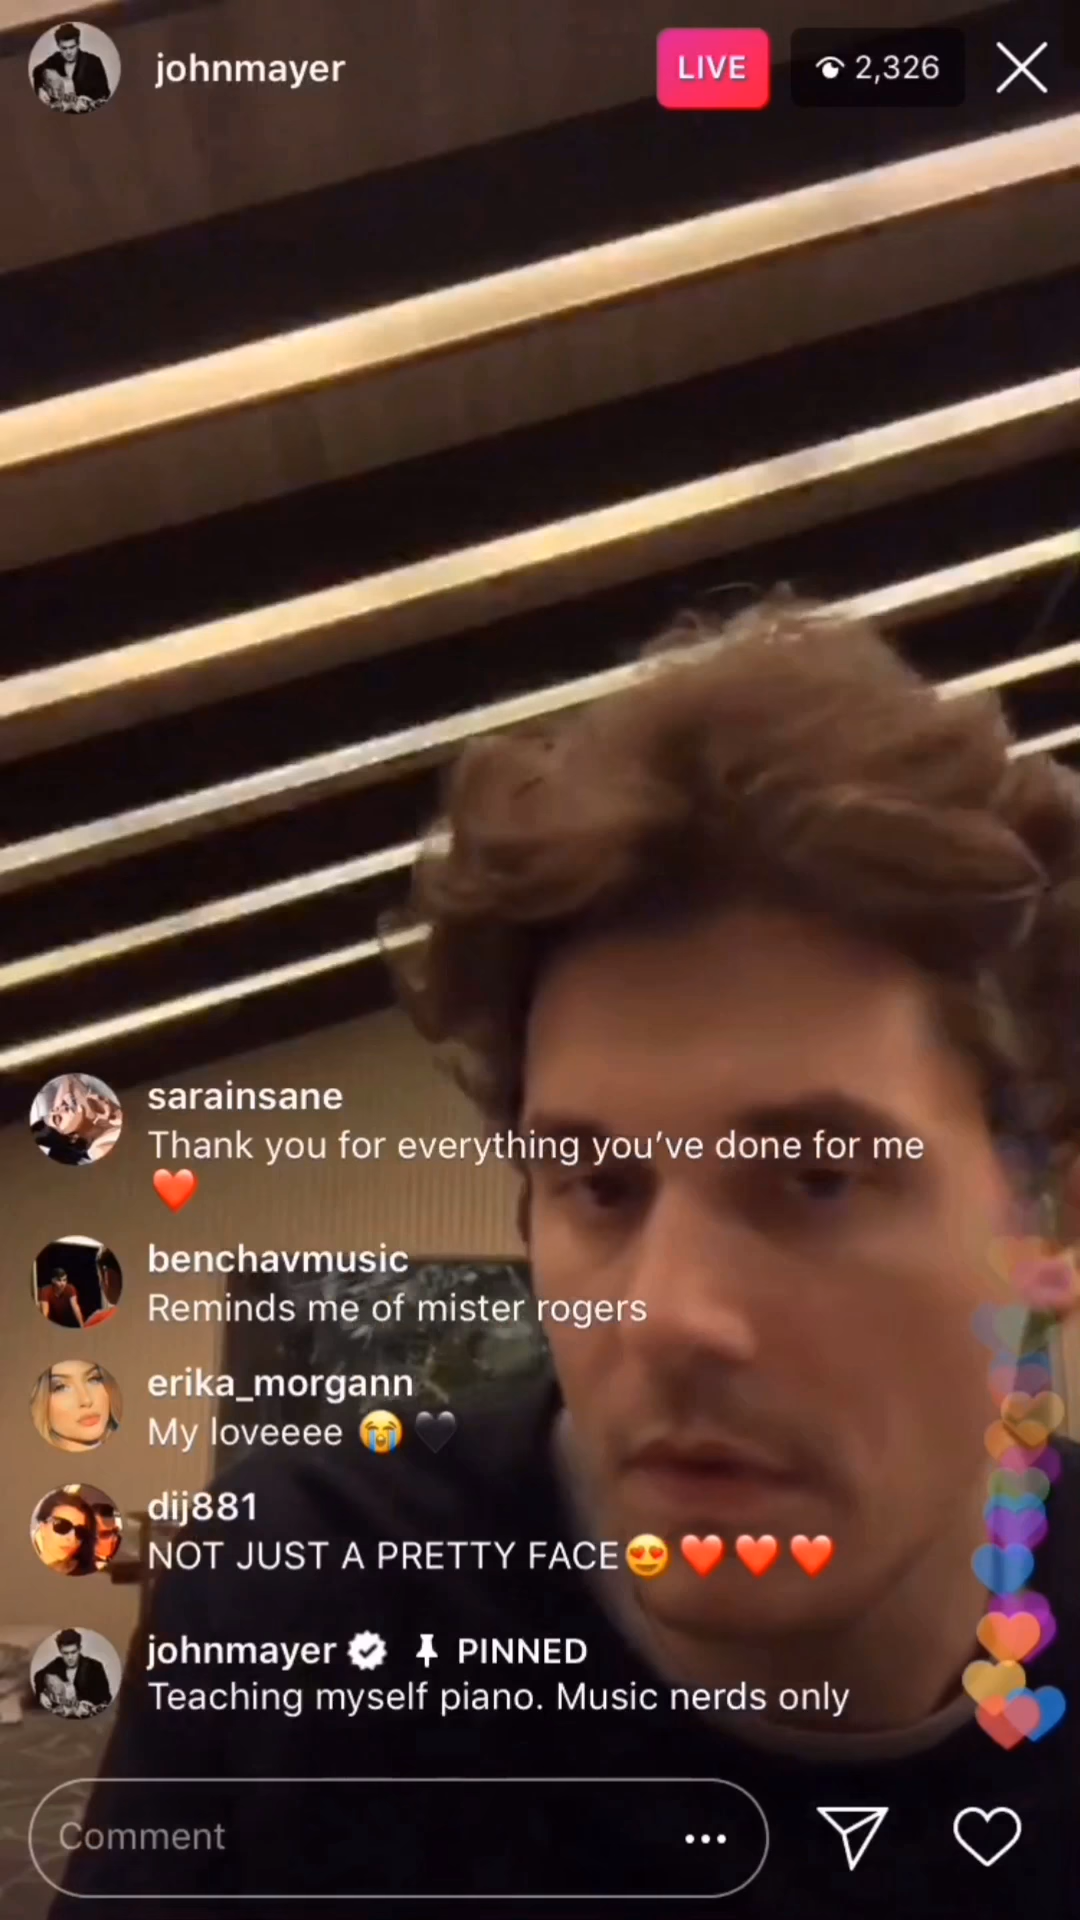 johnmayer
LIVE
2,326
sarainsane
Thank you for everything you’ve done for me
❤️
benchavmusic
Reminds me of mister rogers
erika_morgann
My loveeee 😭🖤
dij881
NOT JUST A PRETTY FACE😍❤️❤️❤️
johnmayer PINNED
Teaching myself piano. Music nerds only
Comment